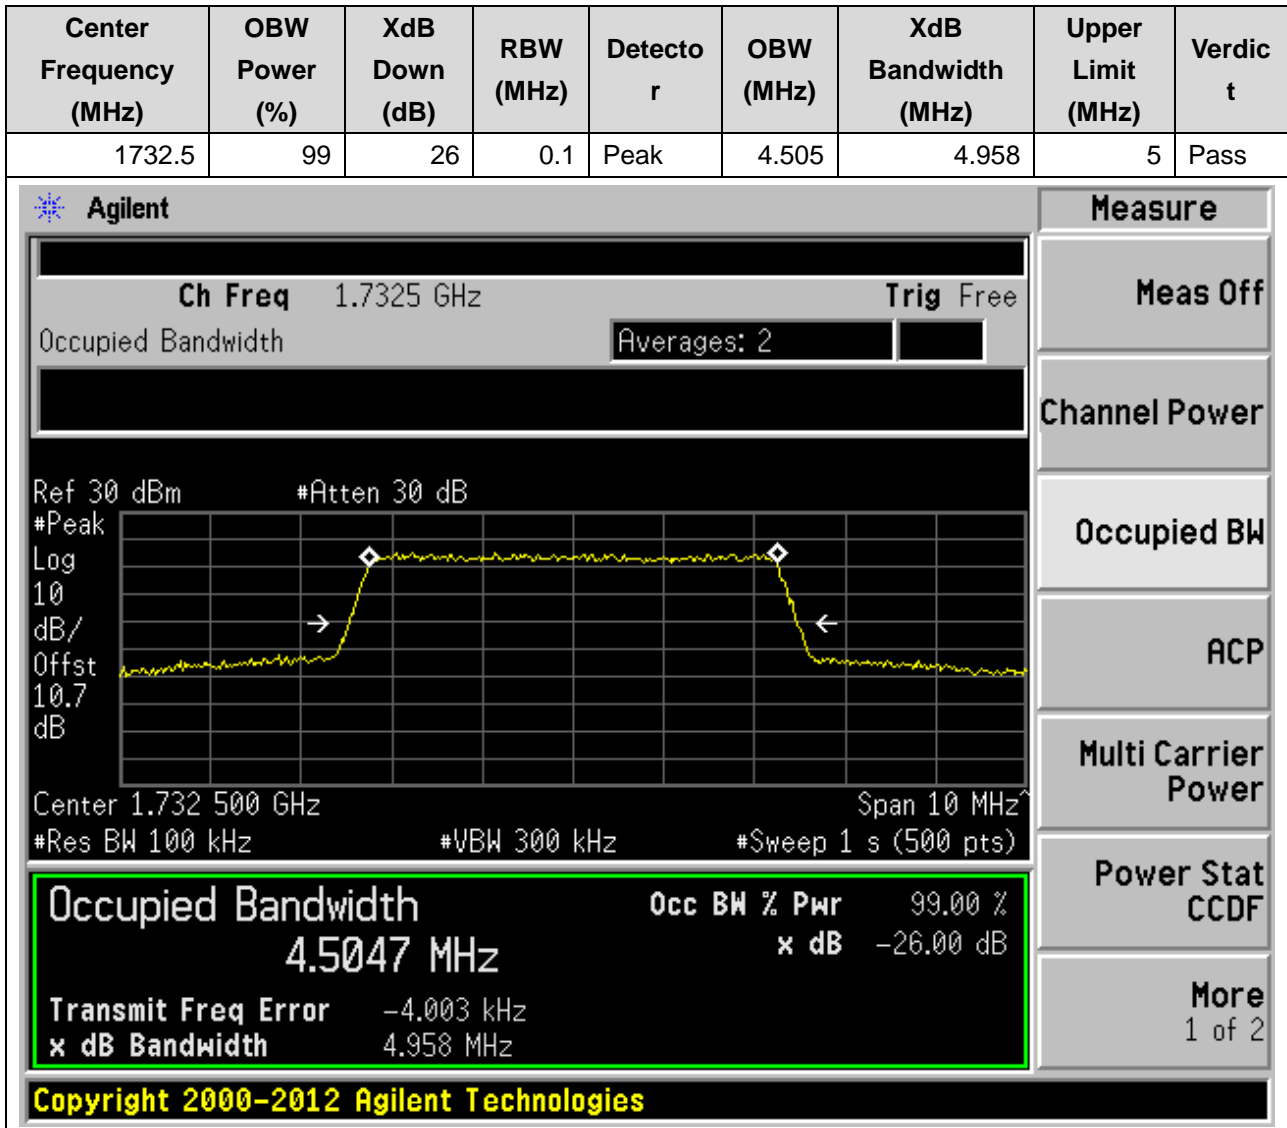 Center Frequency (MHz) OBW Power (%) XdB Down (dB) RBW (MHz) Detecto r OBW (MHz) XdB Bandwidth (MHz) Upper Limit (MHz) Verdic t
1732.5 99 26 0.1 Peak 4.505 4.958 5 Pass
Agilent
Measure
Ch Freq 1.7325 GHz Trig Free
Meas Off
Occupied Bandwidth Averages: 2
Channel Power
Ref 30 dBm #Atten 30 dB
#Peak
Log
10
dB/
Offst
10.7
dB
Occupied BW
ACP
Multi Carrier
Power
Center 1.732 500 GHz Span 10 MHz^
#Res BW 100 kHz #VBW 300 kHz #Sweep 1 s (500 pts)
Power Stat
CCDF
Occupied Bandwidth Occ BW % Pwr 99.00 %
4.5047 MHz x dB -26.00 dB
Transmit Freq Error -4.003 kHz
x dB Bandwidth 4.958 MHz
More
1 of 2
Copyright 2000-2012 Agilent Technologies